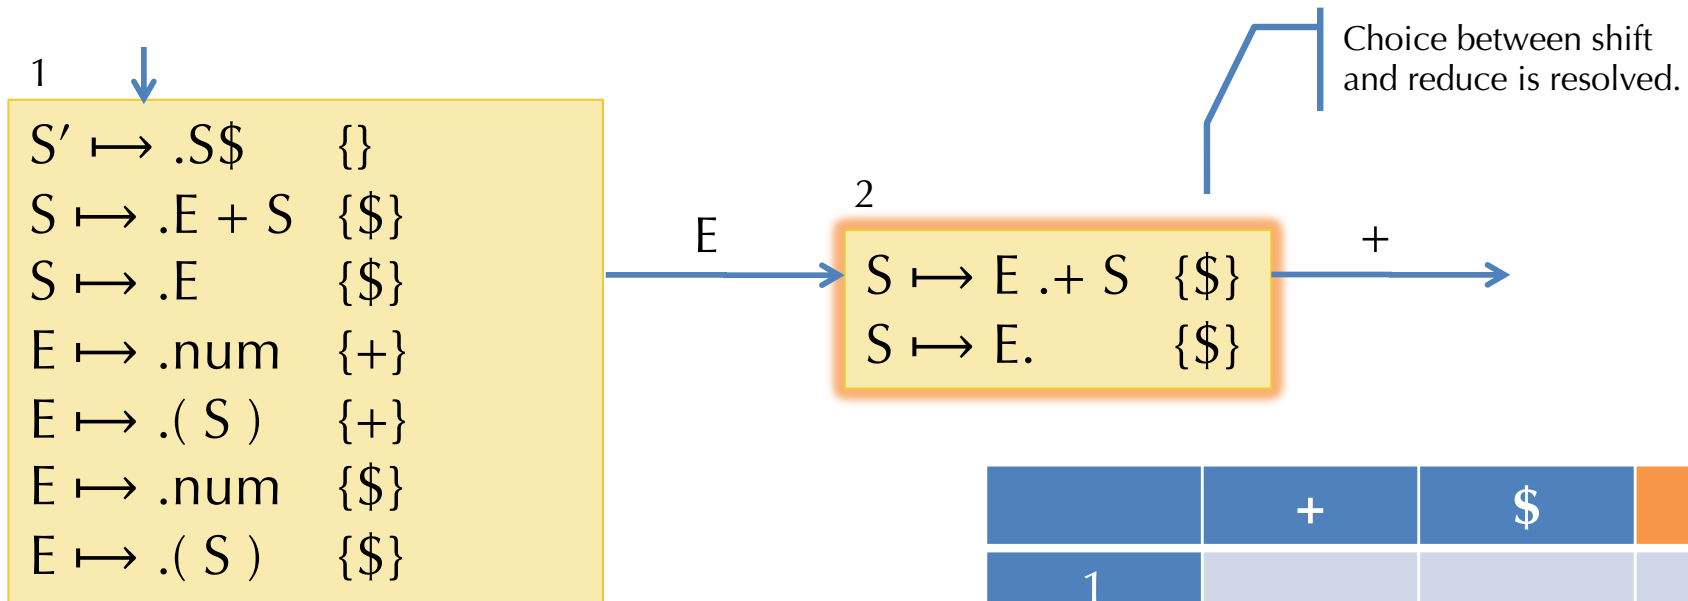 1
S′ ⟼ .S$ {}
S ⟼ .E + S {$}
S ⟼ .E {$}
E ⟼ .num {+}
E ⟼ .( S ) {+}
E ⟼ .num {$}
E ⟼ .( S ) {$}
E
2
S ⟼ E .+ S {$}
S ⟼ E. {$}
+
Choice between shift
and reduce is resolved.
+ $
1